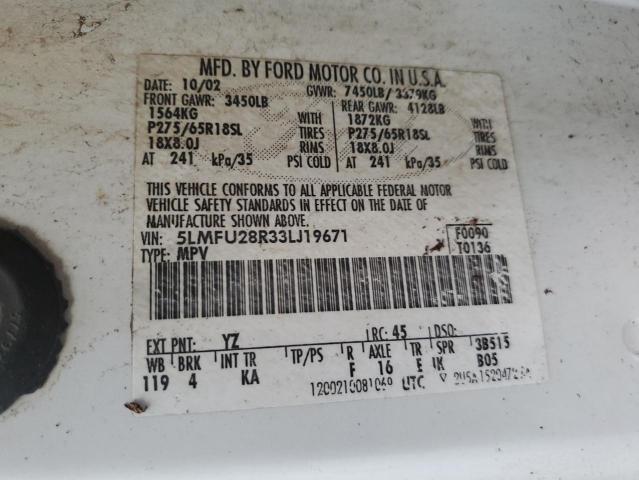 MFD. BY FORD MOTOR CO. IN U.S.A.
DATE: 10/02 GVWR: 7450LB/ 3379KG
FRONT GAWR: 3450LB REAR GAWR: 4128LB
1564KG WITH 1872KG WITH
P275/65R18SL TIRES P275/65R18SL TIRES
18X8.0J RIMS 18X8.0J RIMS
AT 241 kPa/35 PSI COLD AT 241 kPa/35 PSI COLD
THIS VEHICLE CONFORMS TO ALL APPLICABLE FEDERAL MOTOR
VEHICLE SAFETY STANDARDS IN EFFECT ON THE DATE OF
MANUFACTURE SHOWN ABOVE.
VIN: 5LMFU28R33LJ19671 F0090
TYPE: MPV T0136
EXT PNT: YZ RC: 45 DSO:
WB BRK INT TR TP/PS R AXLE TR SPR 3B515
119 4 KA F 16 E IK B05
UTC